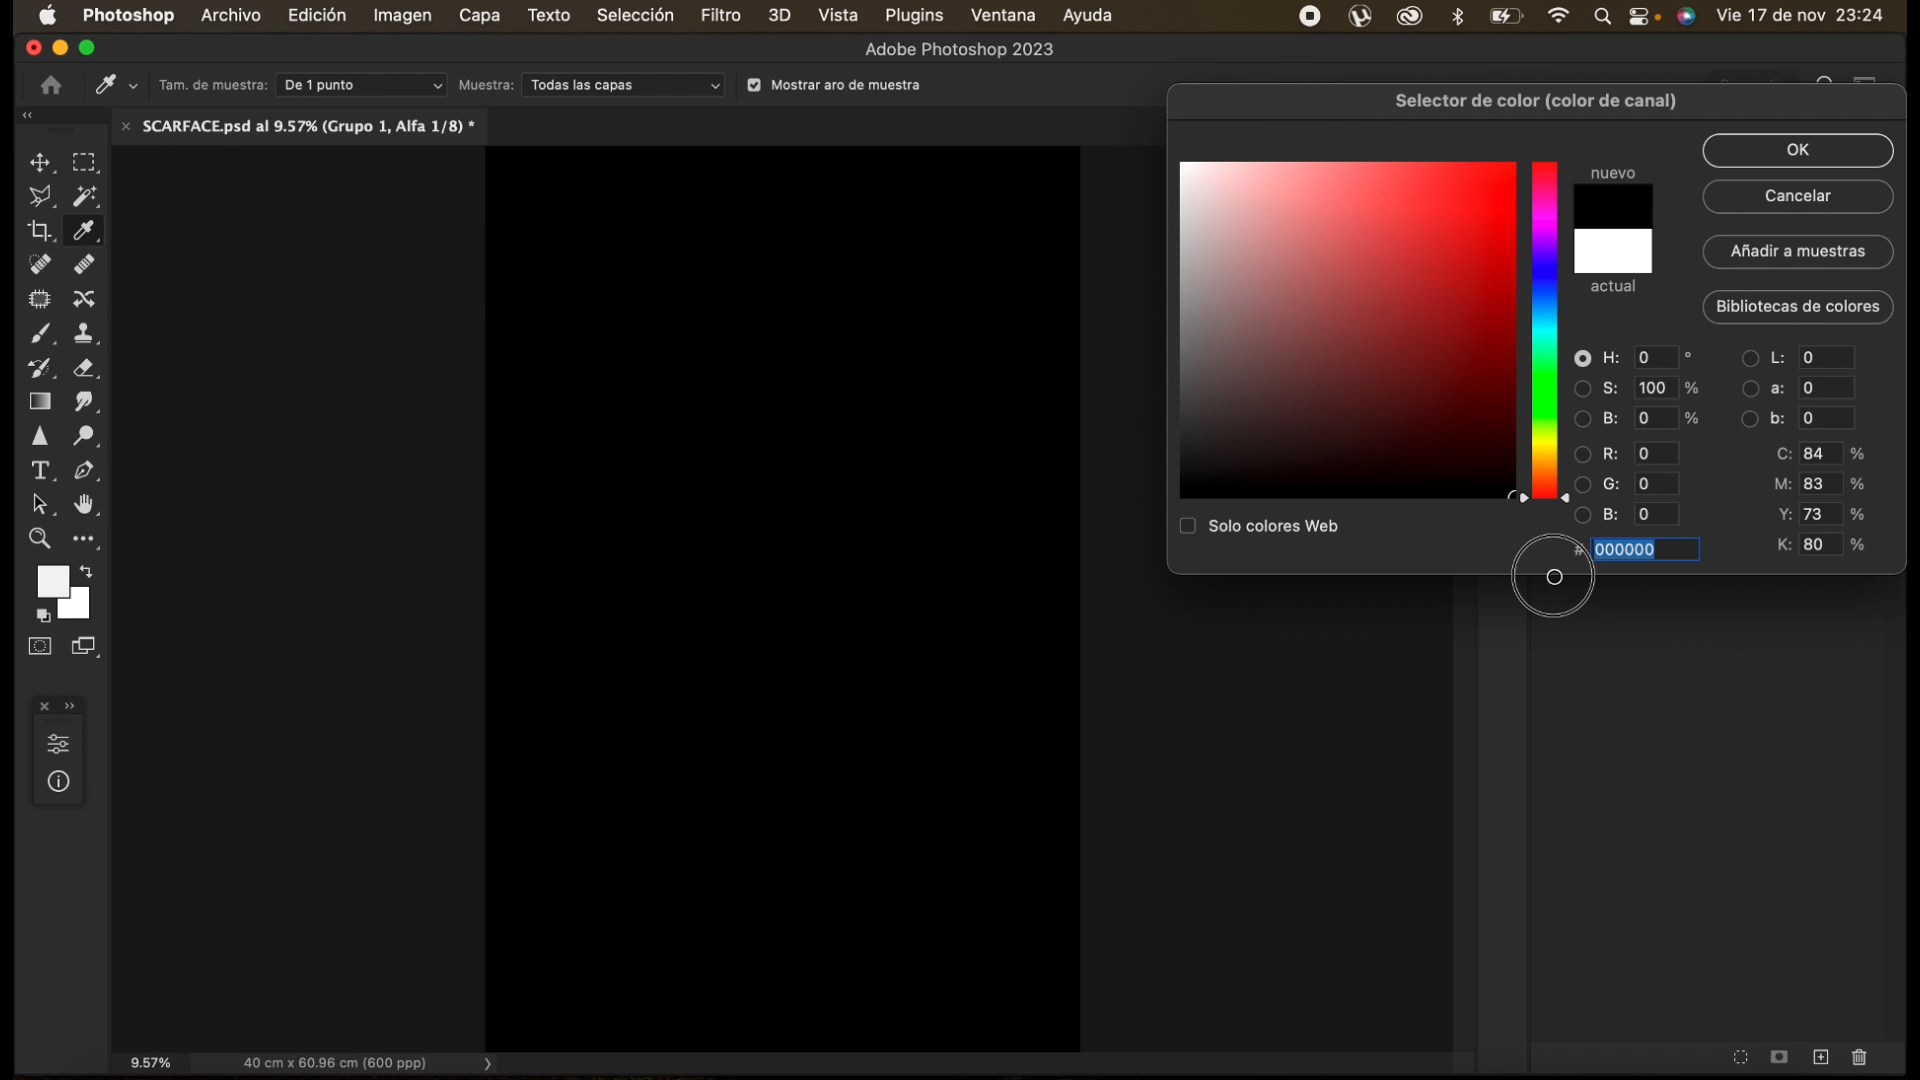 Photoshop Archivo Edición Imagen Capa Texto Selección Filtro 3D Vista Plugins Ventana Ayuda Vie 17 de nov 23:24
Adobe Photoshop 2023
Tam. de muestra: De 1 punto Muestra: Todas las capas Mostrar aro de muestra
SCARFACE.psd al 9.57% (Grupo 1, Alfa 1/8) *
Selector de color (color de canal)
nuevo
actual
OK
Cancelar
Añadir a muestras
Bibliotecas de colores
H: 0 ° L: 0
S: 100 % a: 0
B: 0 % b: 0
R: 0 C: 84 %
G: 0 M: 83 %
B: 0 Y: 73 %
# 000000 K: 80 %
Solo colores Web
9.57% 40 cm x 60.96 cm (600 ppp)